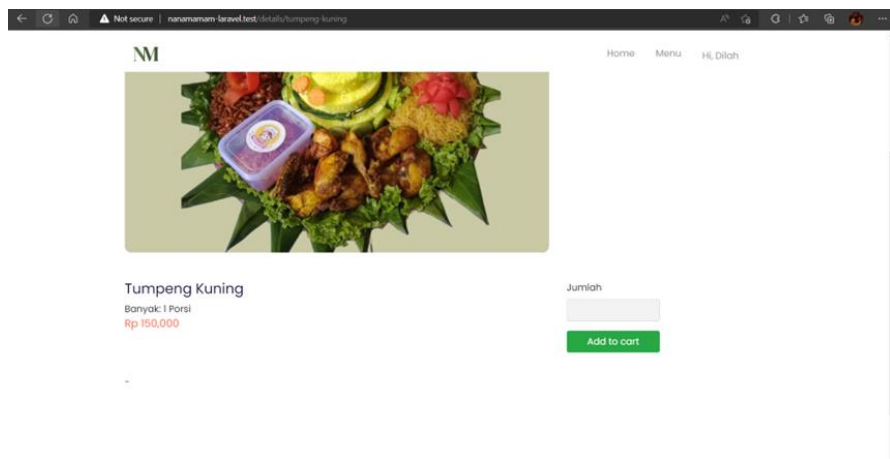 Not secure | nanamamam-laravel.test/details/tumpeng-kuning
NM
Home Menu Hi, Dilah
Tumpeng Kuning
Banyak: 1 Porsi
Rp 150,000
Jumlah
Add to cart
-